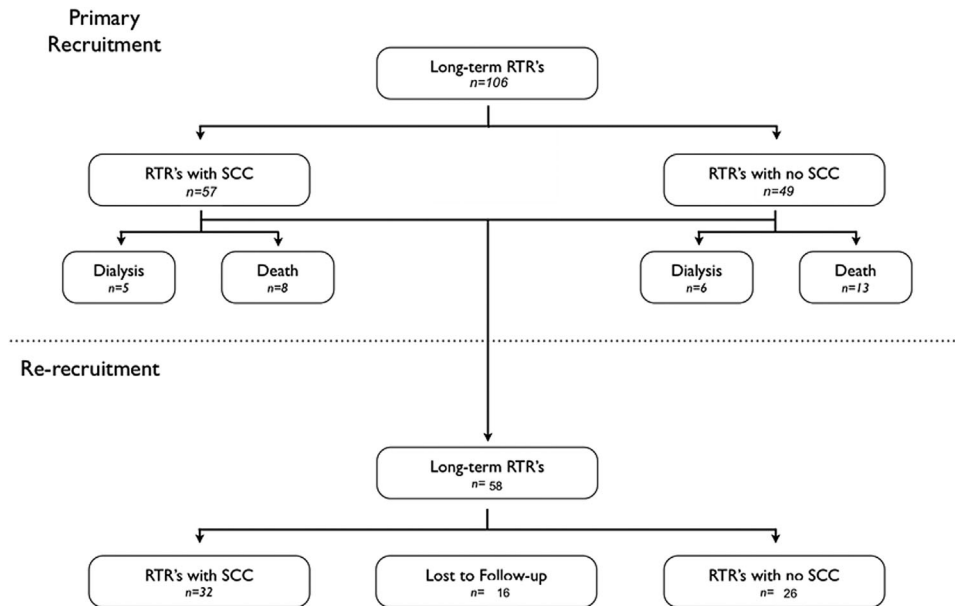 Primary
Recruitment
Long-term RTR's
n=106
RTR's with SCC
n=57
RTR's with no SCC
n=49
Dialysis
n=5
Death
n=8
Dialysis
n=6
Death
n=13
Re-recruitment
Long-term RTR's
n= 58
RTR's with SCC
n=32
Lost to Follow-up
n= 16
RTR's with no SCC
n= 26